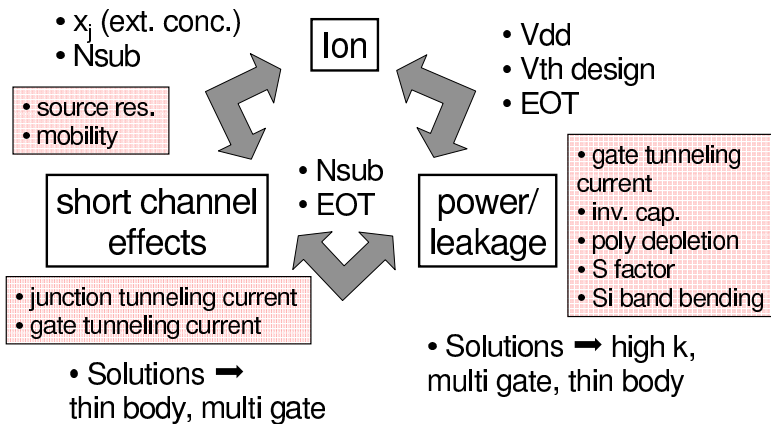 • xj (ext. conc.)
• Nsub
Ion
• Vdd
• Vth design
• EOT
• source res.
• mobility
• Nsub
• EOT
short channel
effects
power/
leakage
• gate tunneling
current
• inv. cap.
• poly depletion
• S factor
• Si band bending
• junction tunneling current
• gate tunneling current
• Solutions ➡
thin body, multi gate
• Solutions ➡ high k,
multi gate, thin body